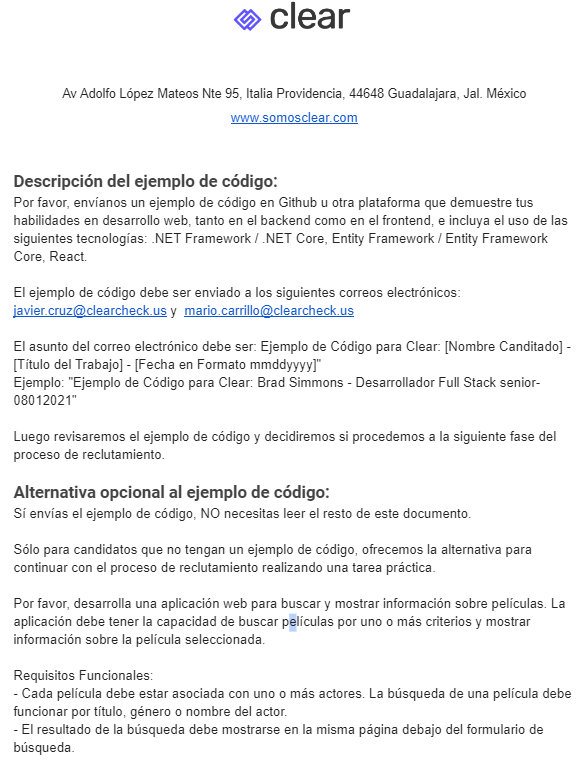 clear
Av Adolfo López Mateos Nte 95, Italia Providencia, 44648 Guadalajara, Jal. México
www.somosclear.com
Descripción del ejemplo de código:
Por favor, envíanos un ejemplo de código en Github u otra plataforma que demuestre tus
habilidades en desarrollo web, tanto en el backend como en el frontend, e incluya el uso de las
siguientes tecnologías: .NET Framework / .NET Core, Entity Framework / Entity Framework
Core, React.
El ejemplo de código debe ser enviado a los siguientes correos electrónicos:
javier.cruz@clearcheck.us y mario.carrillo@clearcheck.us
El asunto del correo electrónico debe ser: Ejemplo de Código para Clear: [Nombre Canditado] -
[Título del Trabajo] - [Fecha en Formato mmddyyyy]"
Ejemplo: "Ejemplo de Código para Clear: Brad Simmons - Desarrollador Full Stack senior-
08012021"
Luego revisaremos el ejemplo de código y decidiremos si procedemos a la siguiente fase del
proceso de reclutamiento.
Alternativa opcional al ejemplo de código:
Sí envías el ejemplo de código, NO necesitas leer el resto de este documento.
Sólo para candidatos que no tengan un ejemplo de código, ofrecemos la alternativa para
continuar con el proceso de reclutamiento realizando una tarea práctica.
Por favor, desarrolla una aplicación web para buscar y mostrar información sobre películas. La
aplicación debe tener la capacidad de buscar películas por uno o más criterios y mostrar
información sobre la película seleccionada.
Requisitos Funcionales:
- Cada película debe estar asociada con uno o más actores. La búsqueda de una película debe
funcionar por título, género o nombre del actor.
- El resultado de la búsqueda debe mostrarse en la misma página debajo del formulario de
búsqueda.